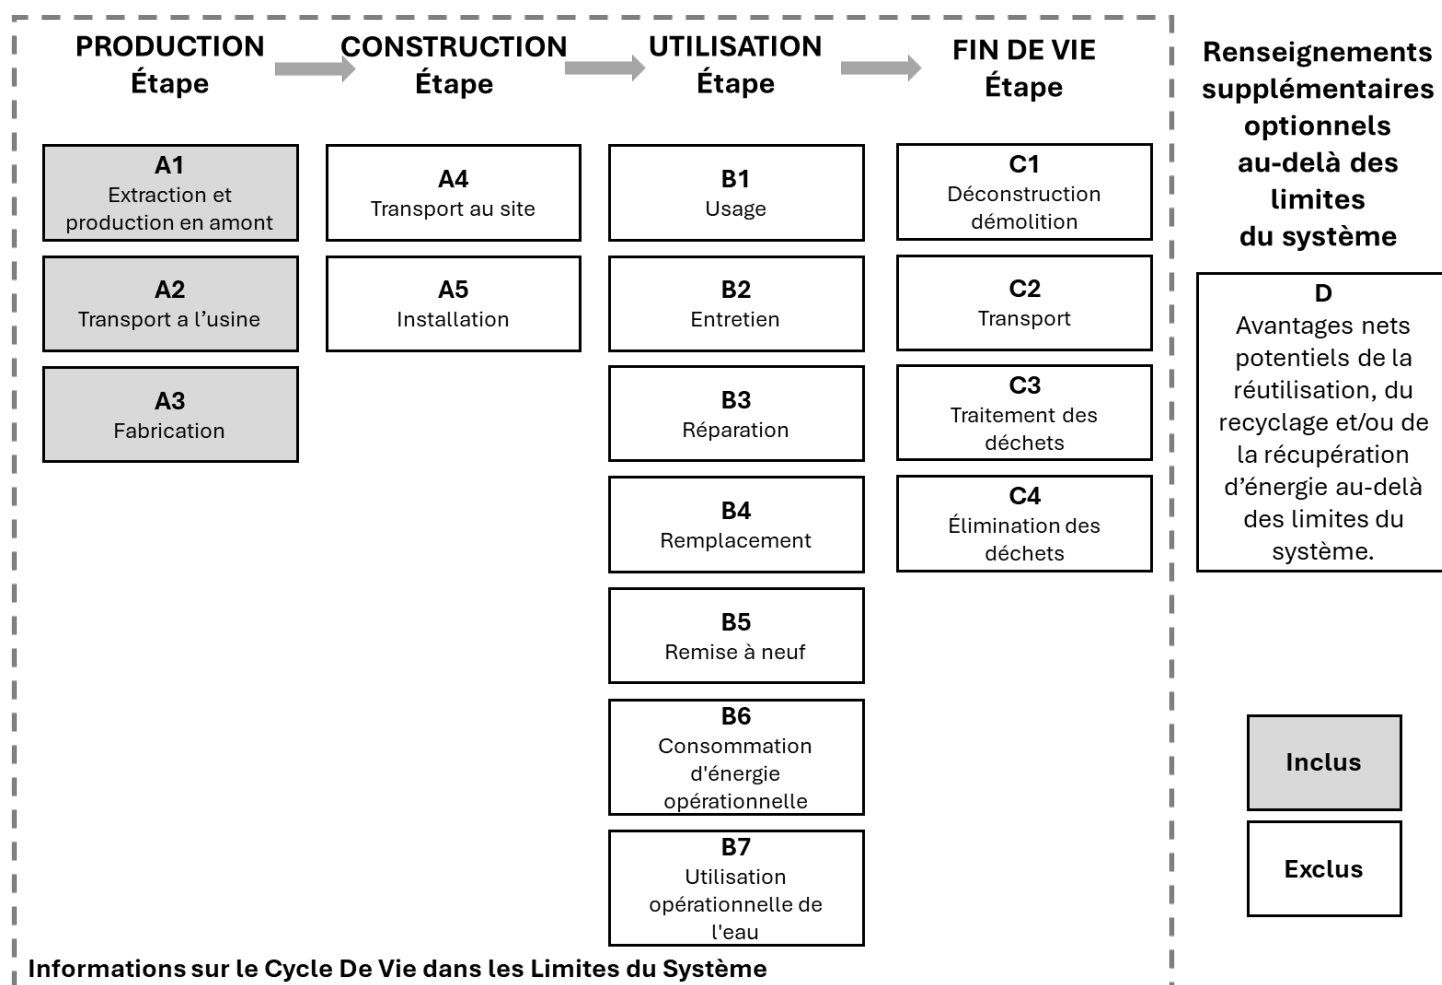 PRODUCTION
Étape
CONSTRUCTION
Étape
UTILISATION
Étape
FIN DE VIE
Étape
Renseignements
supplémentaires
optionnels
au-delà des
limites
du système
A1
Extraction et
production en amont
A2
Transport a l’usine
A3
Fabrication
A4
Transport au site
A5
Installation
B1
Usage
B2
Entretien
B3
Réparation
B4
Remplacement
B5
Remise à neuf
B6
Consommation
d'énergie
opérationnelle
B7
Utilisation
opérationnelle de
l'eau
C1
Déconstruction
démolition
C2
Transport
C3
Traitement des
déchets
C4
Élimination des
déchets
D
Avantages nets
potentiels de la
réutilisation, du
recyclage et/ou de
la récupération
d’énergie au-delà
des limites du
système.
Inclus
Exclus
Informations sur le Cycle De Vie dans les Limites du Système